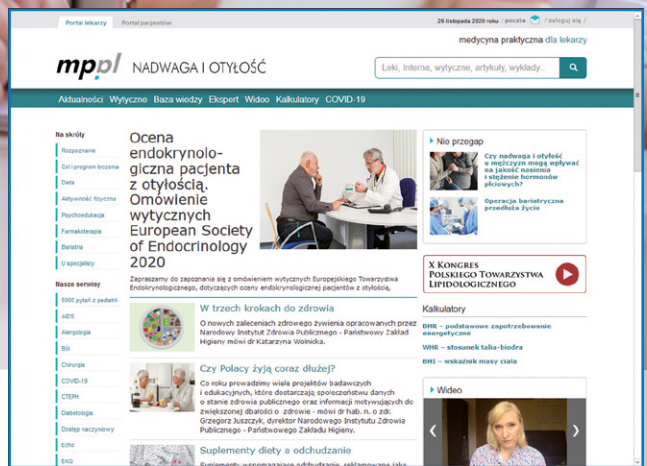 Portal lekarzy Portal pacjentów
26 listopada 2020 roku / poczta / zaloguj się /
medycyna praktyczna dla lekarzy
mp.pl NADWAGA I OTYŁOŚĆ
Leki, interna, wytyczne, artykuły, wykłady...
Aktualności Wytyczne Baza wiedzy Ekspert Wideo Kalkulatory COVID-19
Na skróty
Rozpoznanie
Cel i program leczenia
Dieta
Aktywność fizyczna
Psychoedukacja
Farmakoterapia
Bariatria
U specjalisty
Nasze serwisy
6000 pytań z pediatrii
AIDS
Alergologia
BSI
Chirurgia
COVID-19
CTEPH
Diabetologia
Dostęp naczyniowy
Echo
EKG
Ocena
endokrynolo-
giczna pacjenta
z otyłością.
Omówienie
wytycznych
European Society
of Endocrinology
2020
Zapraszamy do zapoznania się z omówieniem wytycznych Europejskiego Towarzystwa
Endokrynologicznego, dotyczących oceny endokrynologicznej pacjentów z otyłością.
W trzech krokach do zdrowia
O nowych zaleceniach zdrowego żywienia opracowanych przez
Narodowy Instytut Zdrowia Publicznego - Państwowy Zakład
Higieny mówi dr Katarzyna Wolnicka.
Czy Polacy żyją coraz dłużej?
Co roku prowadzimy wiele projektów badawczych
i edukacyjnych, które dostarczają społeczeństwu danych
o stanie zdrowia publicznego oraz informacji motywujących do
zwiększonej dbałości o zdrowie - mówi dr hab. n. o zdr.
Grzegorz Juszczyk, dyrektor Narodowego Instytutu Zdrowia
Publicznego - Państwowego Zakładu Higieny.
Suplementy diety a odchudzanie
Suplementy wspomagające odchudzanie, reklamowane jako
Nie przegap
Czy nadwaga i otyłość
u mężczyzn mogą wpływać
na jakość nasienia
i stężenie hormonów
płciowych?
Operacja bariatryczna
przedłuża życie
X KONGRES
POLSKIEGO TOWARZYSTWA
LIPIDOLOGICZNEGO
Kalkulatory
BMR – podstawowe zapotrzebowanie
energetyczne
WHR – stosunek talia-biodra
BMI – wskaźnik masy ciała
Wideo